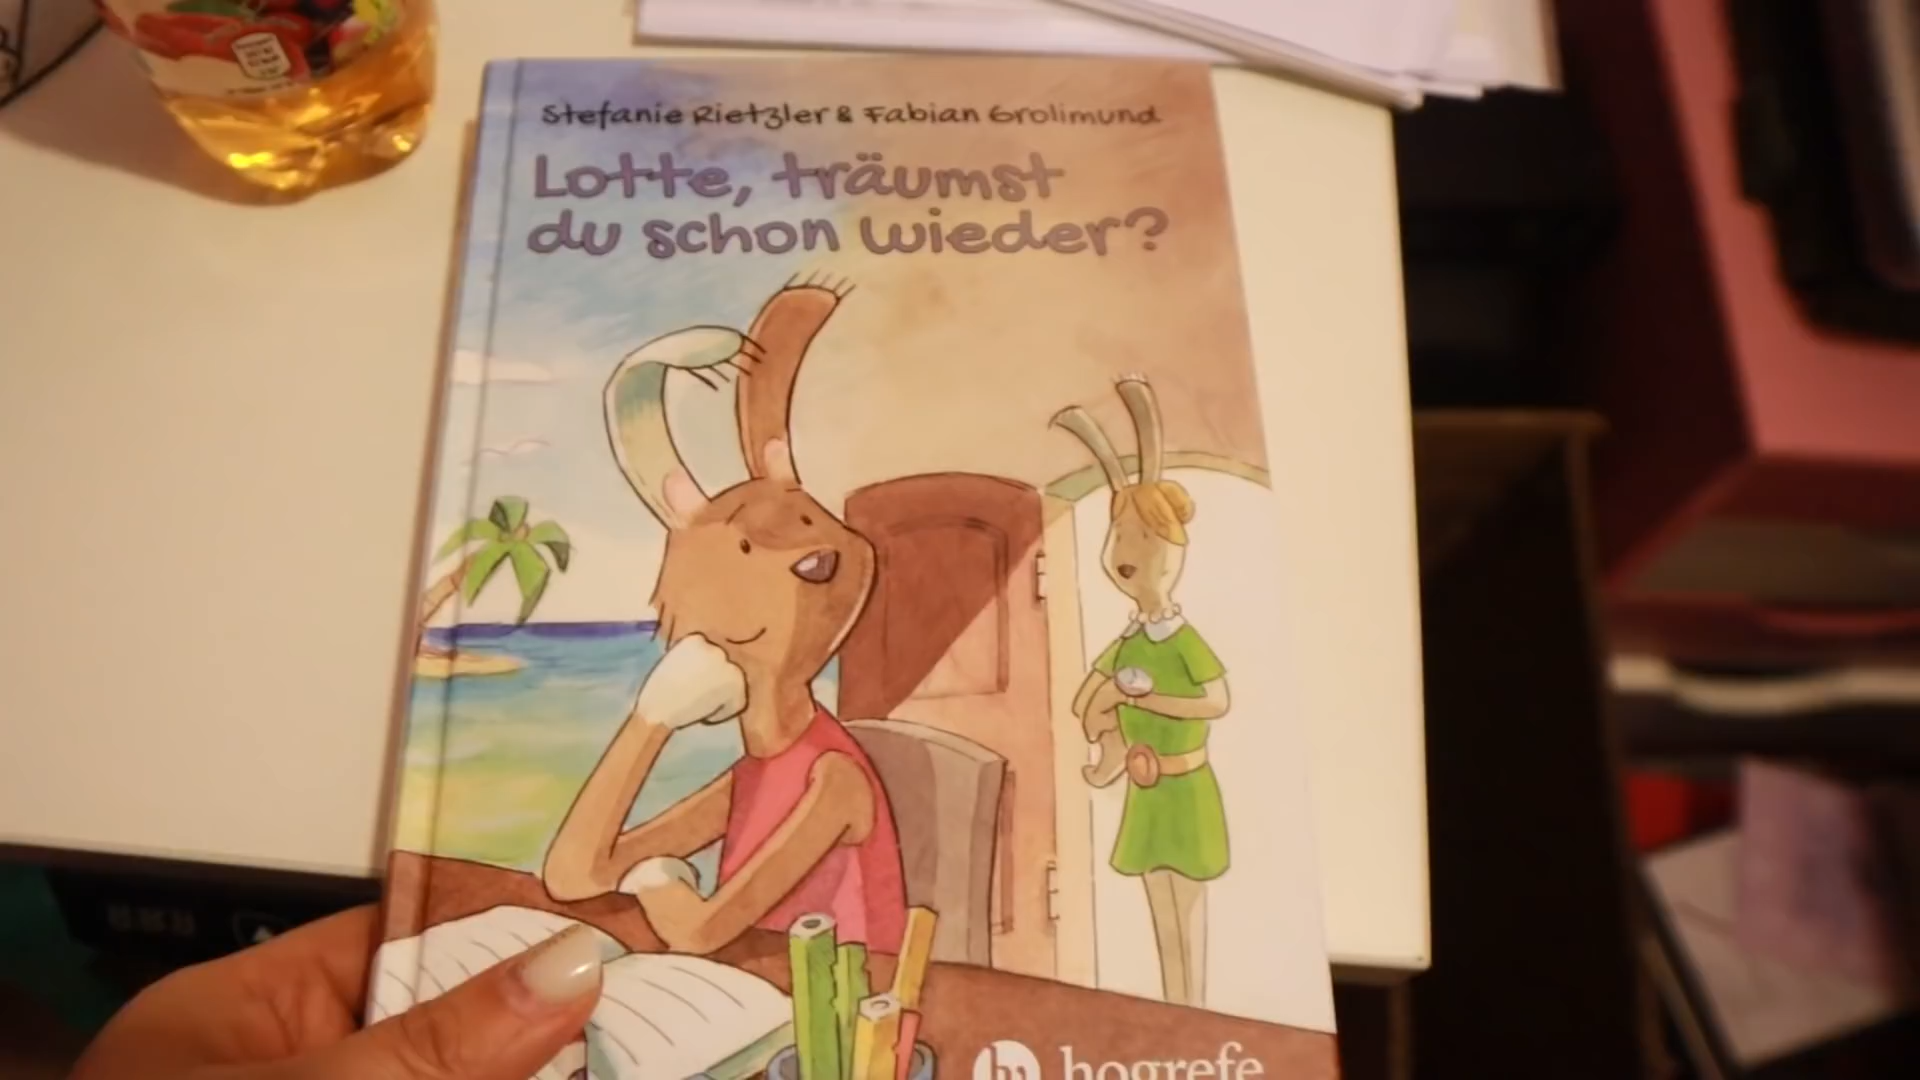 Stefanie Rietzler & Fabian Grolimund
Lotte, träumst
du schon wieder?
hogrefe